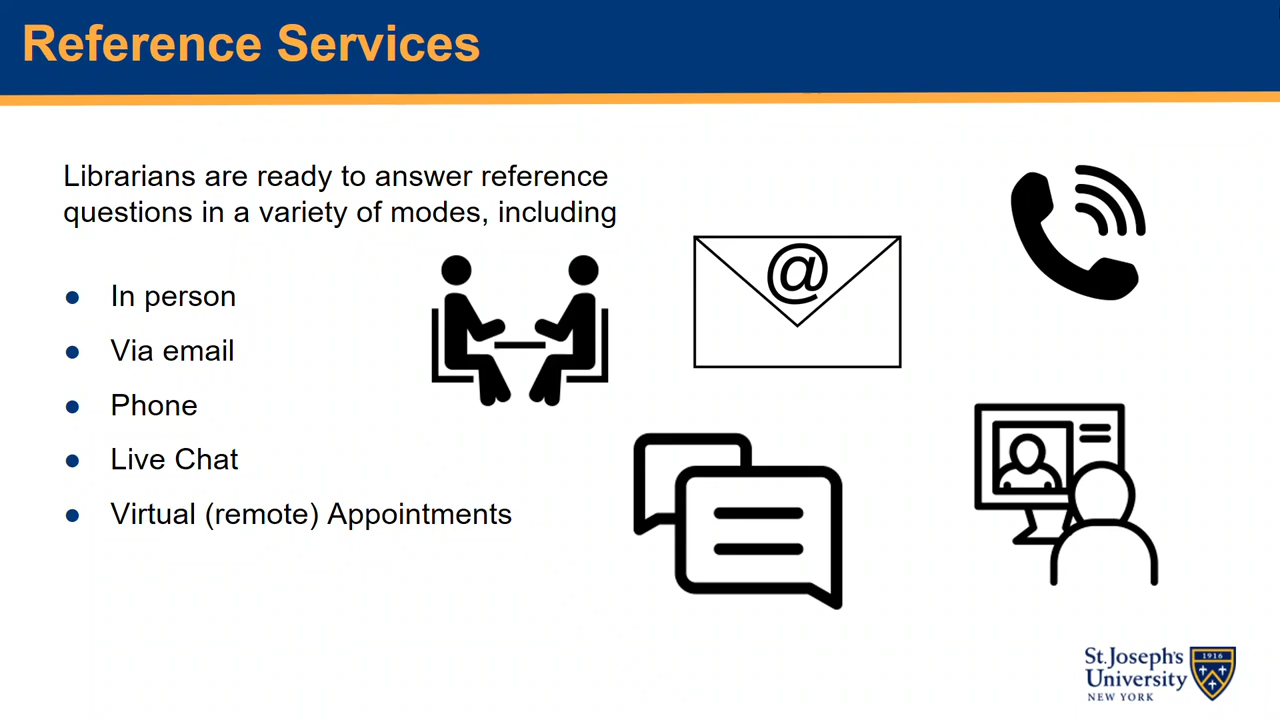 Reference Services
Librarians are ready to answer reference
questions in a variety of modes, including
● In person
● Via email
● Phone
● Live Chat
● Virtual (remote) Appointments
@
St. Joseph's
University
NEW YORK
1916